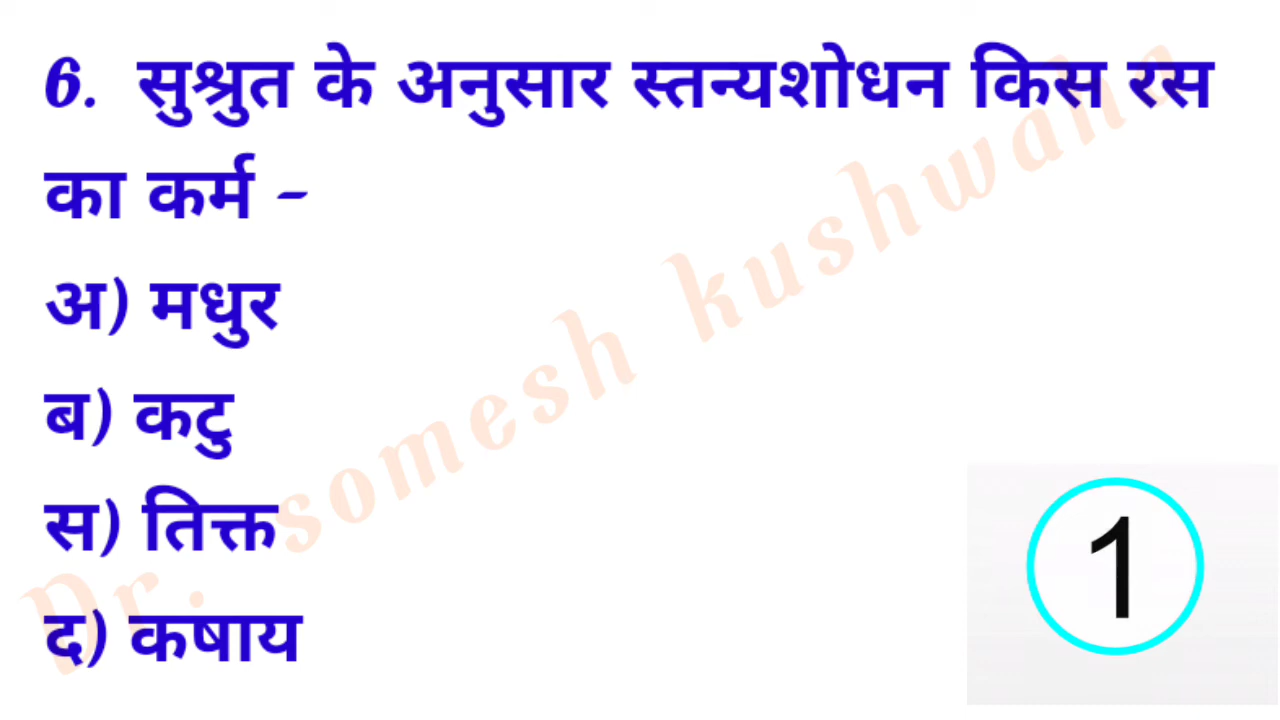 6. सुश्रुत के अनुसार स्तन्यशोधन किस रस
का कर्म -
अ) मधुर
ब) कटु
स) तिक्त
द) कषाय
Dr. somesh kushwaha
1